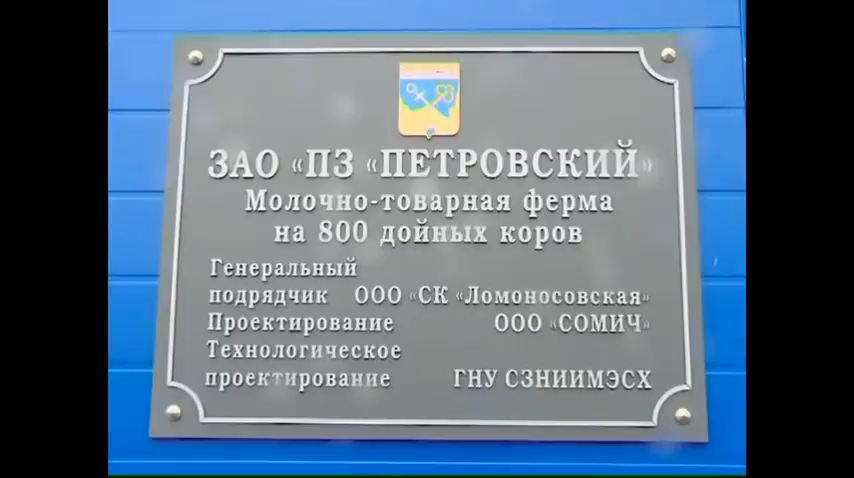 ЗАО «ПЗ «ПЕТРОВСКИЙ»
Молочно-товарная ферма
на 800 дойных коров
Генеральный
подрядчик ООО «СК «Ломоносовская»
Проектирование ООО «СОМИЧ»
Технологическое
проектирование ГНУ СЗНИИМЭСХ